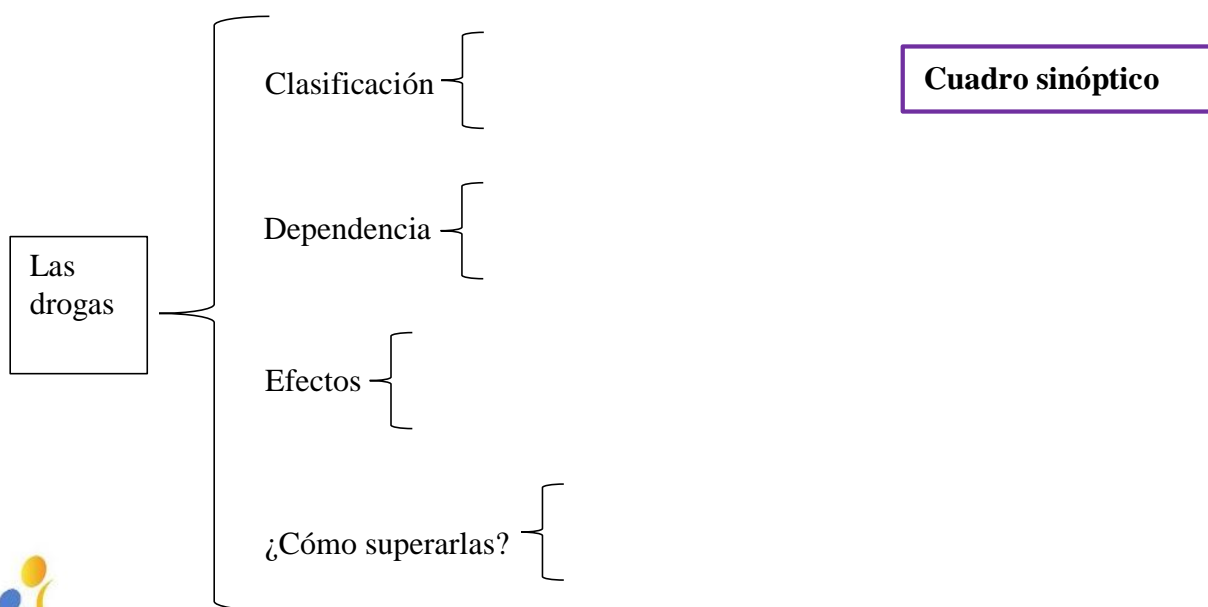 Clasificación
Cuadro sinóptico
Dependencia
Las
drogas
Efectos
¿Cómo superarlas?